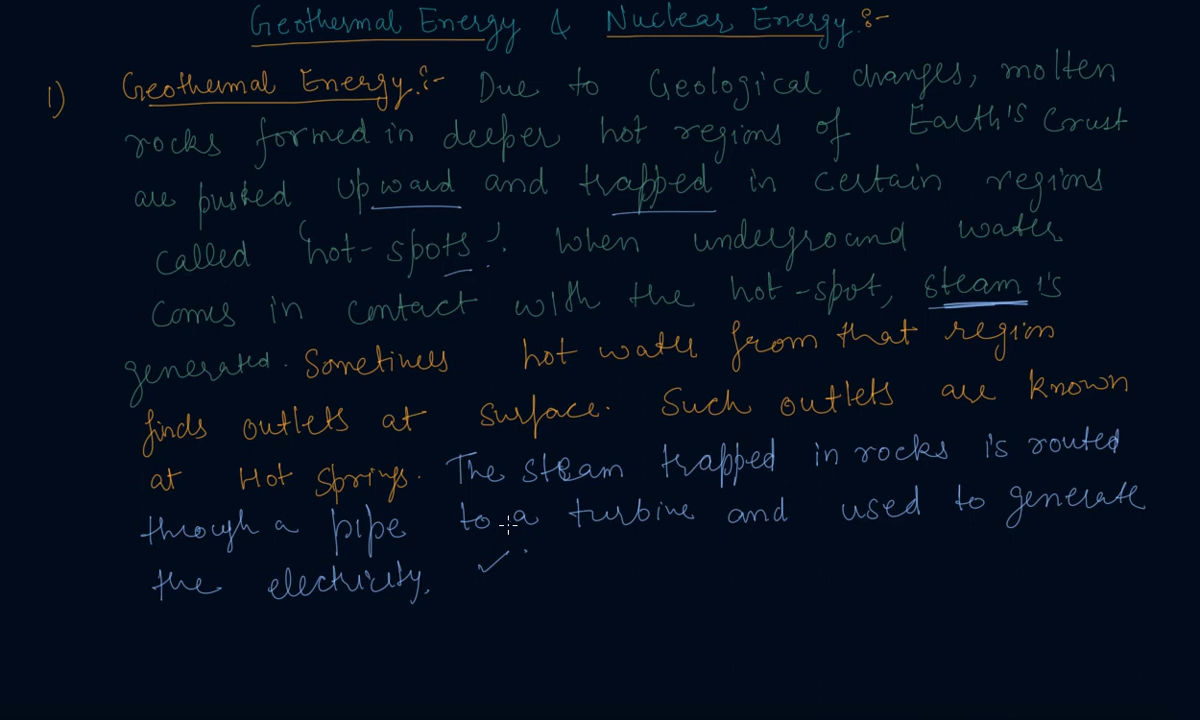 Geothermal Energy & Nuclear Energy :-
1) Geothermal Energy :- Due to Geological changes, molten
rocks formed in deeper hot regions of Earth's Crust
are pushed upward and trapped in certain regions
called 'hot-spots'. When underground water
comes in contact with the hot-spot, steam is
generated. Sometimes hot water from that region
finds outlets at surface. Such outlets are known
at Hot Springs. The steam trapped in rocks is routed
through a pipe to a turbine and used to generate
the electricity.